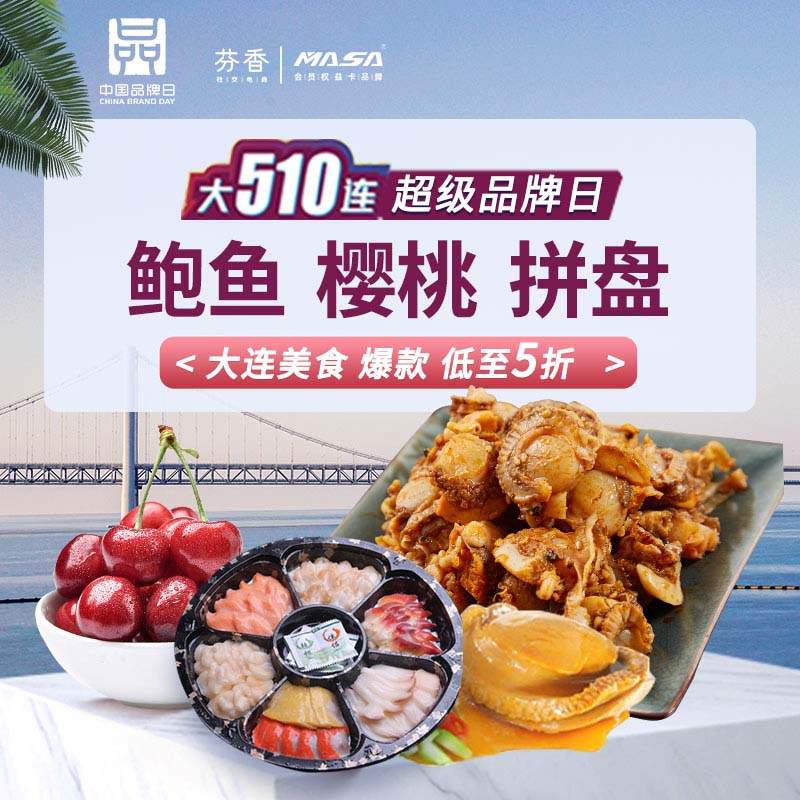 中国品牌日
CHINA BRAND DAY
芬香
社交电商
MASA
会员权益卡品牌
大510连 超级品牌日
鲍鱼 樱桃 拼盘
< 大连美食 爆款 低至5折 >